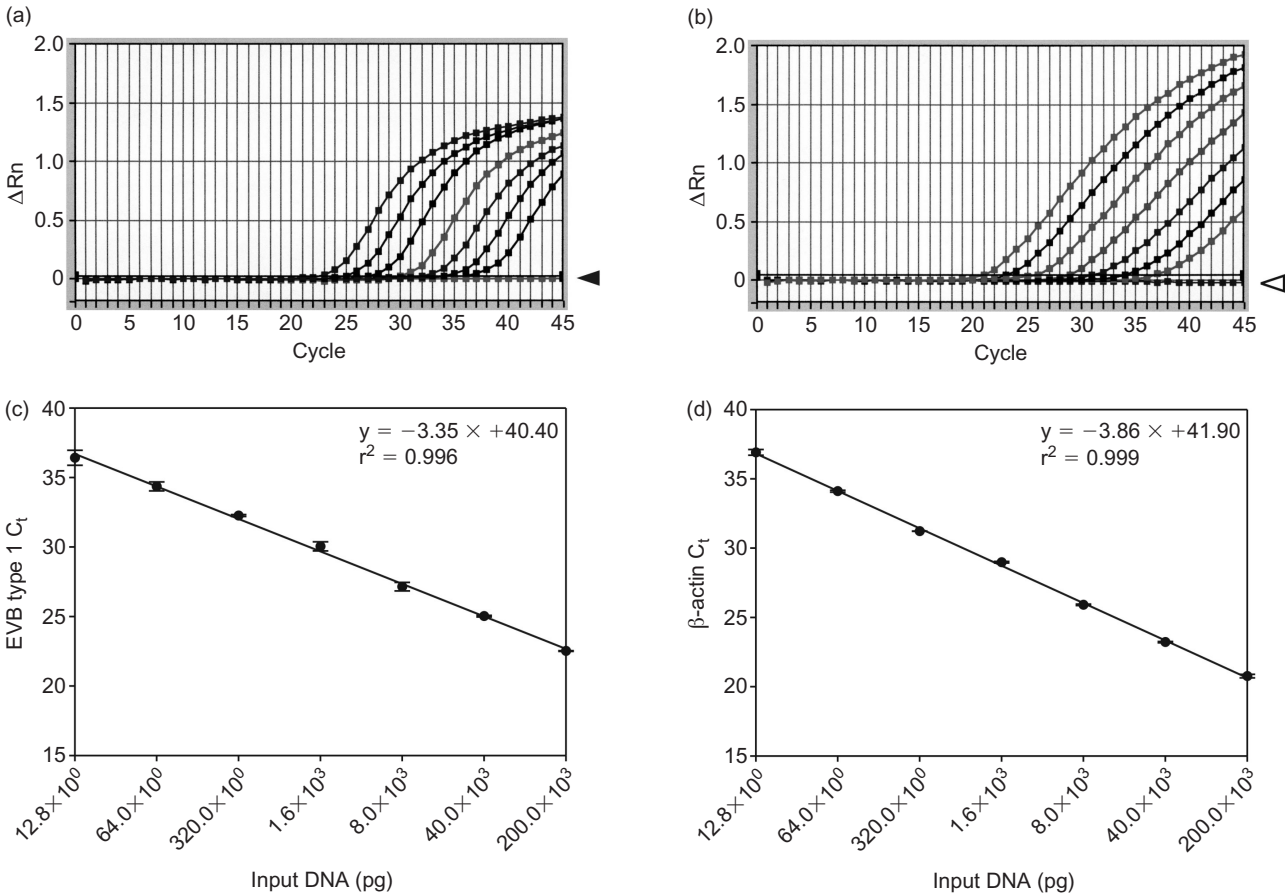 (a)
2.0
1.5
1.0
0.5
0
ΔRn
0 5 10 15 20 25 30 35 40 45
Cycle
(b)
2.0
1.5
1.0
0.5
0
ΔRn
0 5 10 15 20 25 30 35 40 45
Cycle
(c)
40
35
30
25
20
15
EVB type 1 Ct
y = −3.35 × +40.40
r² = 0.996
12.8×10⁰ 64.0×10⁰ 320.0×10⁰ 1.6×10³ 8.0×10³ 40.0×10³ 200.0×10³
Input DNA (pg)
(d)
40
35
30
25
20
15
β-actin Ct
y = −3.86 × +41.90
r² = 0.999
12.8×10⁰ 64.0×10⁰ 320.0×10⁰ 1.6×10³ 8.0×10³ 40.0×10³ 200.0×10³
Input DNA (pg)